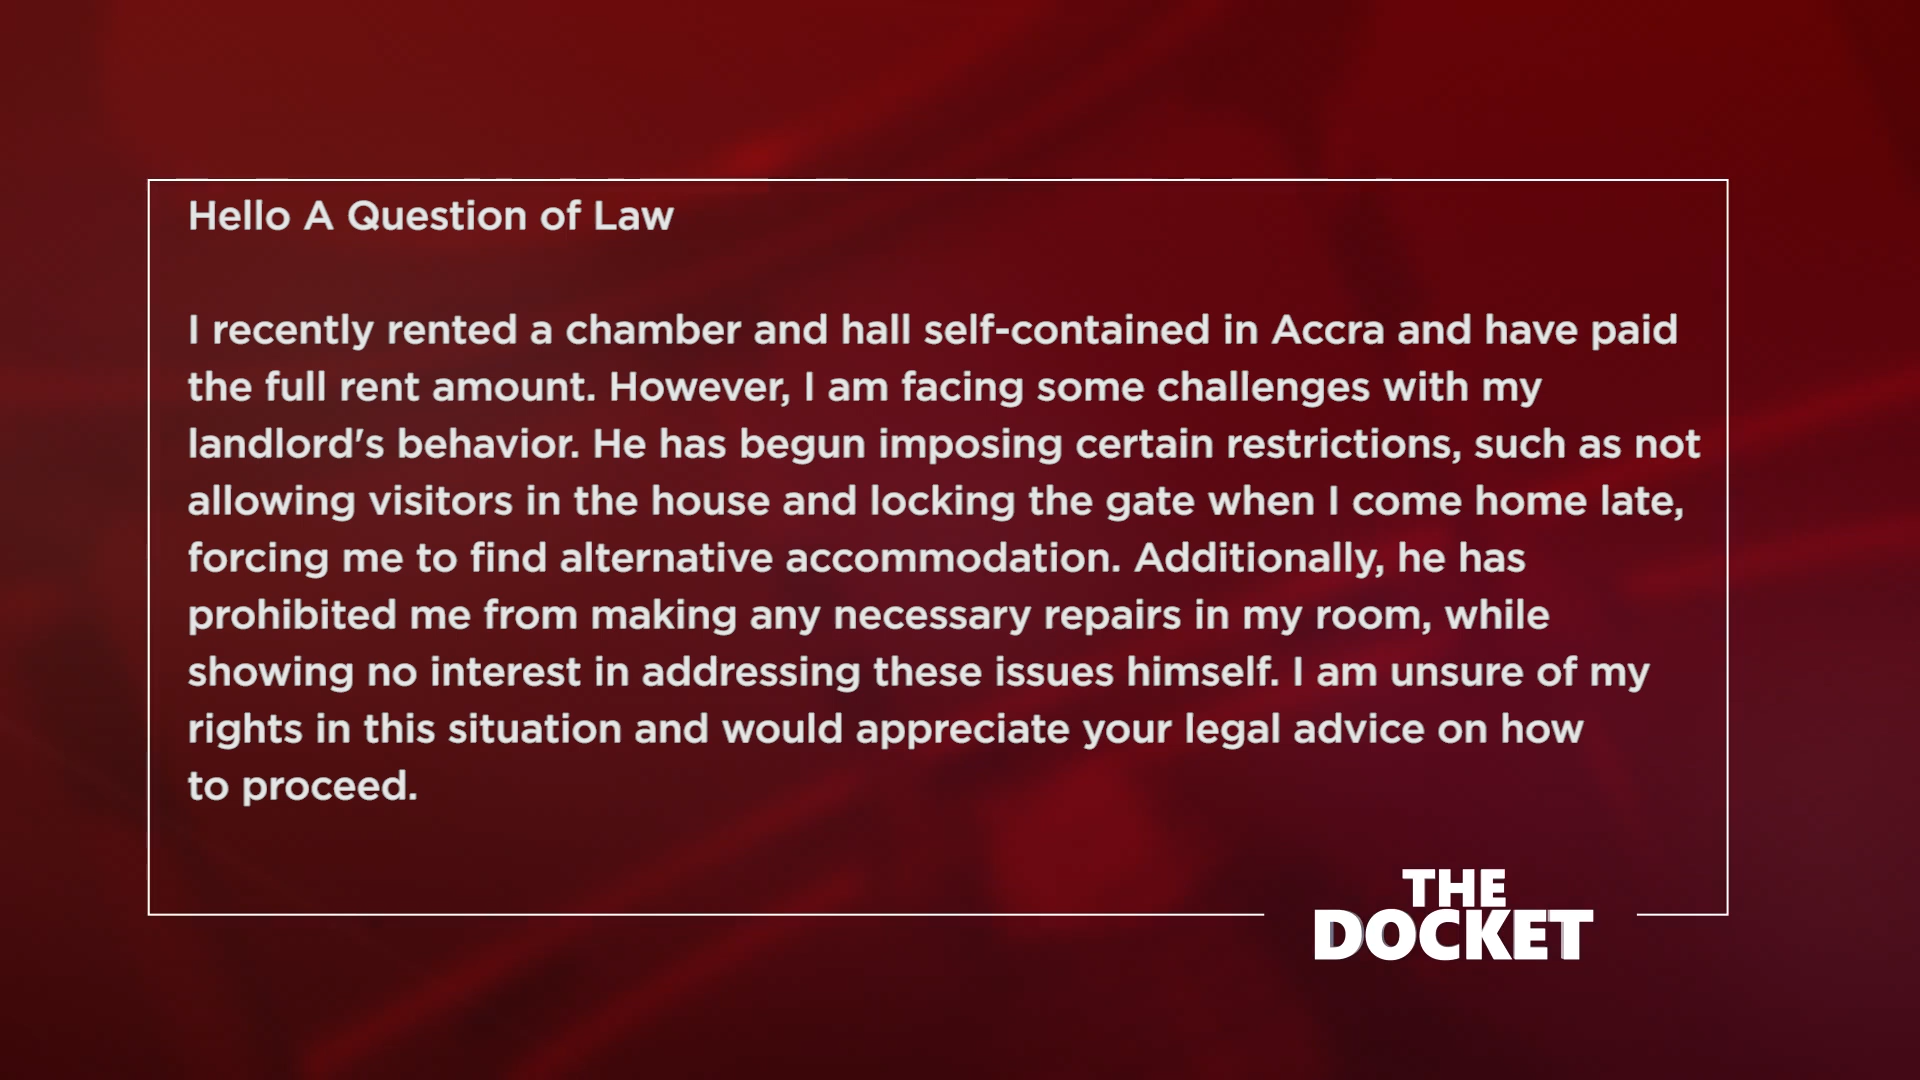 Hello A Question of Law
I recently rented a chamber and hall self-contained in Accra and have paid
the full rent amount. However, I am facing some challenges with my
landlord's behavior. He has begun imposing certain restrictions, such as not
allowing visitors in the house and locking the gate when I come home late,
forcing me to find alternative accommodation. Additionally, he has
prohibited me from making any necessary repairs in my room, while
showing no interest in addressing these issues himself. I am unsure of my
rights in this situation and would appreciate your legal advice on how
to proceed.
THE
DOCKET